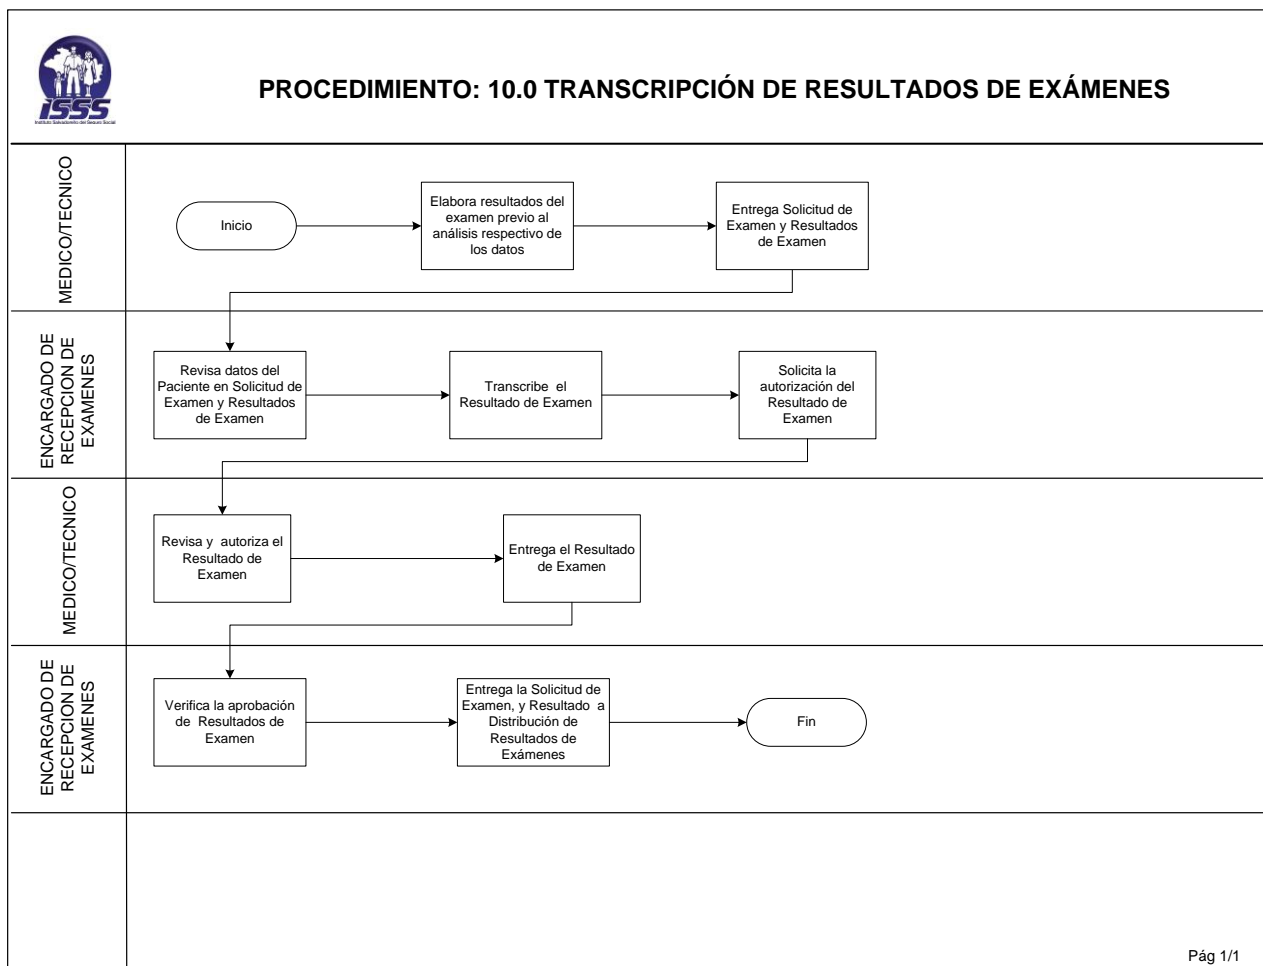 ISSS
Instituto Salvadoreño del Seguro Social
PROCEDIMIENTO: 10.0 TRANSCRIPCIÓN DE RESULTADOS DE EXÁMENES
MEDICO/TECNICO
Inicio
Elabora resultados del
examen previo al
análisis respectivo de
los datos
Entrega Solicitud de
Examen y Resultados
de Examen
ENCARGADO DE
RECEPCION DE
EXAMENES
Revisa datos del
Paciente en Solicitud de
Examen y Resultados
de Examen
Transcribe el
Resultado de Examen
Solicita la
autorización del
Resultado de
Examen
MEDICO/TECNICO
Revisa y autoriza el
Resultado de
Examen
Entrega el Resultado
de Examen
ENCARGADO DE
RECEPCION DE
EXAMENES
Verifica la aprobación
de Resultados de
Examen
Entrega la Solicitud de
Examen, y Resultado a
Distribución de
Resultados de
Exámenes
Fin
Pág 1/1